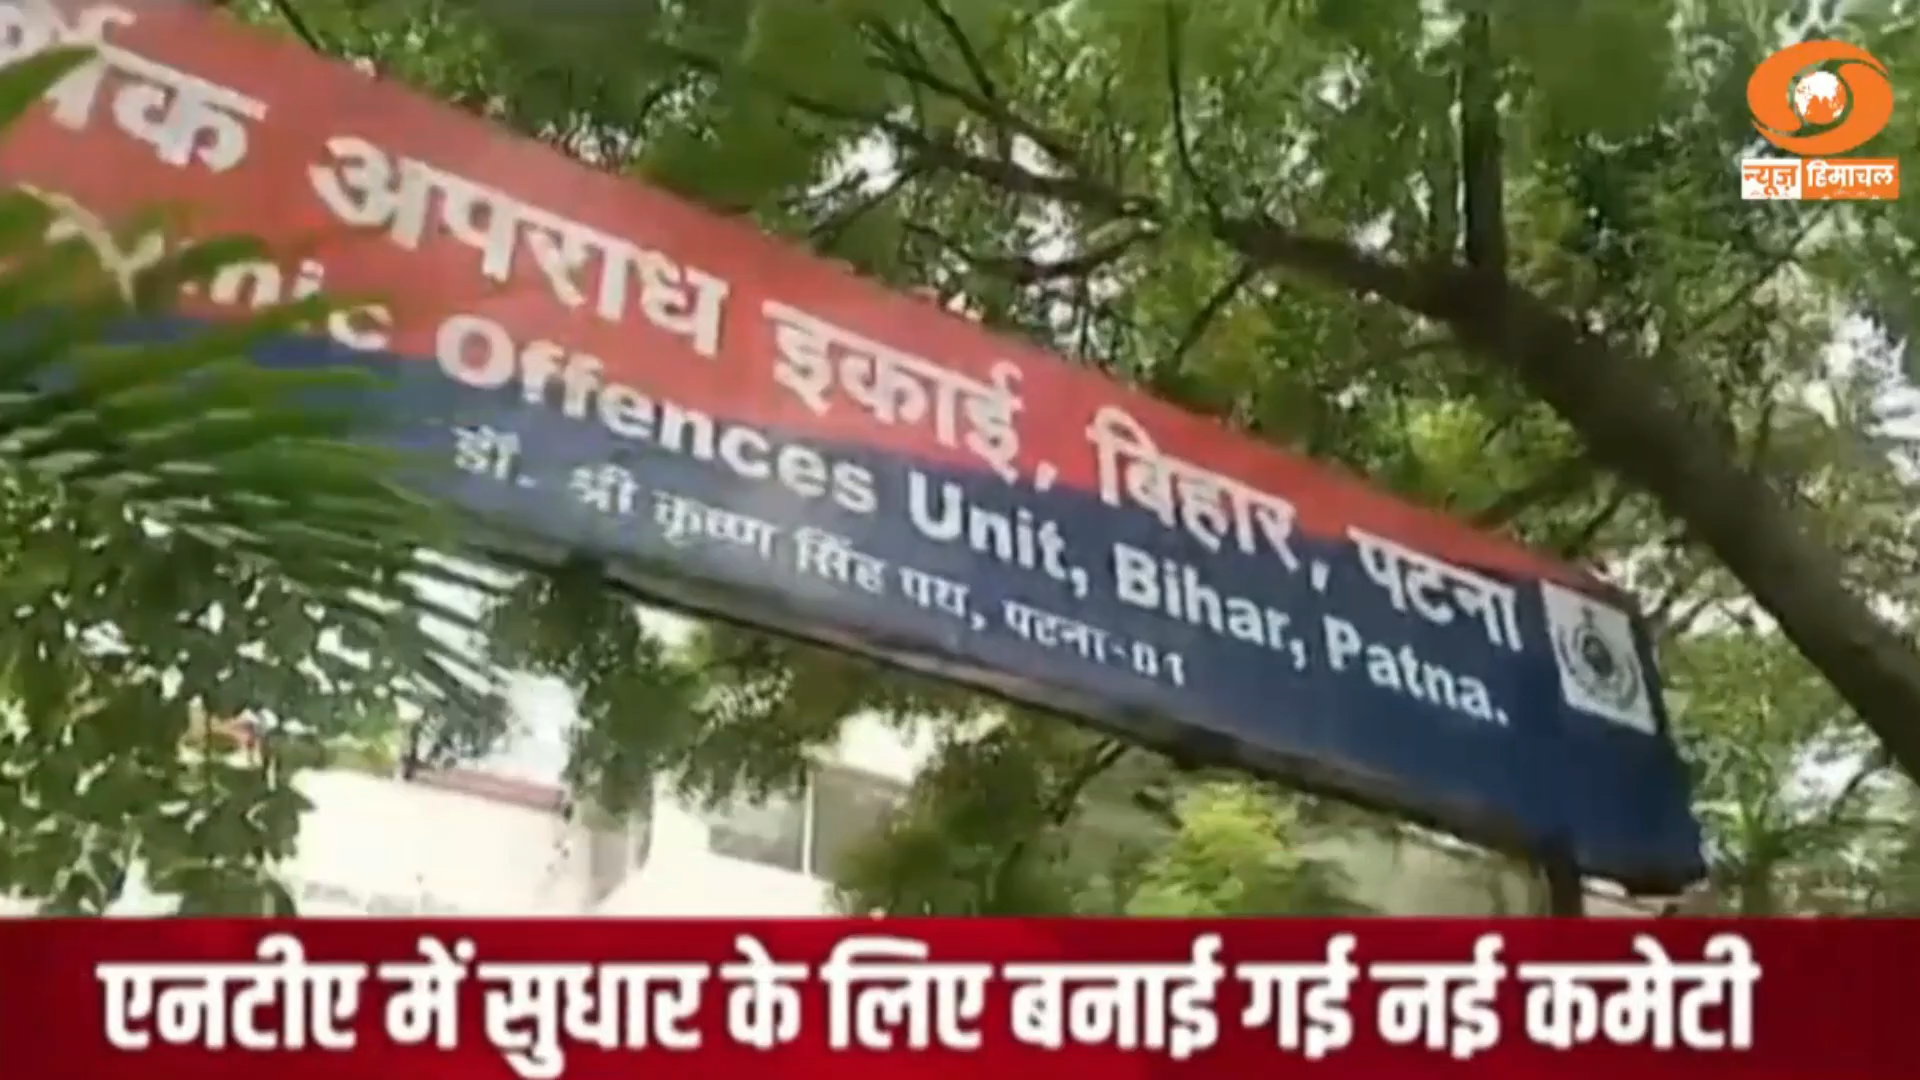 न्यूज़ हिमाचल
अपराध इकाई, बिहार, पटना
Offences Unit, Bihar, Patna.
डॉ. श्री कृष्ण सिंह पथ, पटना-01
एनटीए में सुधार के लिए बनाई गई नई कमेटी